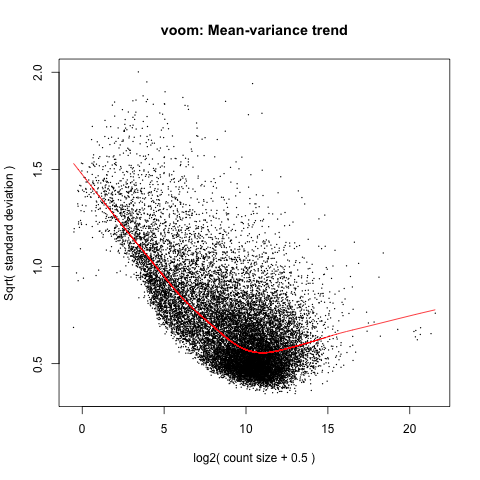 voom: Mean-variance trend
Sqrt( standard deviation )
2.0
1.5
1.0
0.5
0 5 10 15 20
log2( count size + 0.5 )